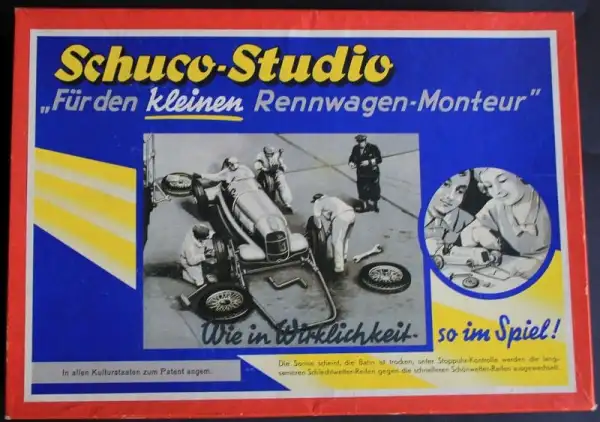 Schuco-Studio
„Für den kleinen Rennwagen-Monteur"
Wie in Wirklichkeit-
so im Spiel!
In allen Kulturstaaten zum Patent angem.
Die Sonne scheint, die Bahn ist trocken, unter Stoppuhr-Kontrolle werden die lang-
sameren Schlechtwetter-Reifen gegen die schnelleren Schönwetter-Reifen ausgewechselt.